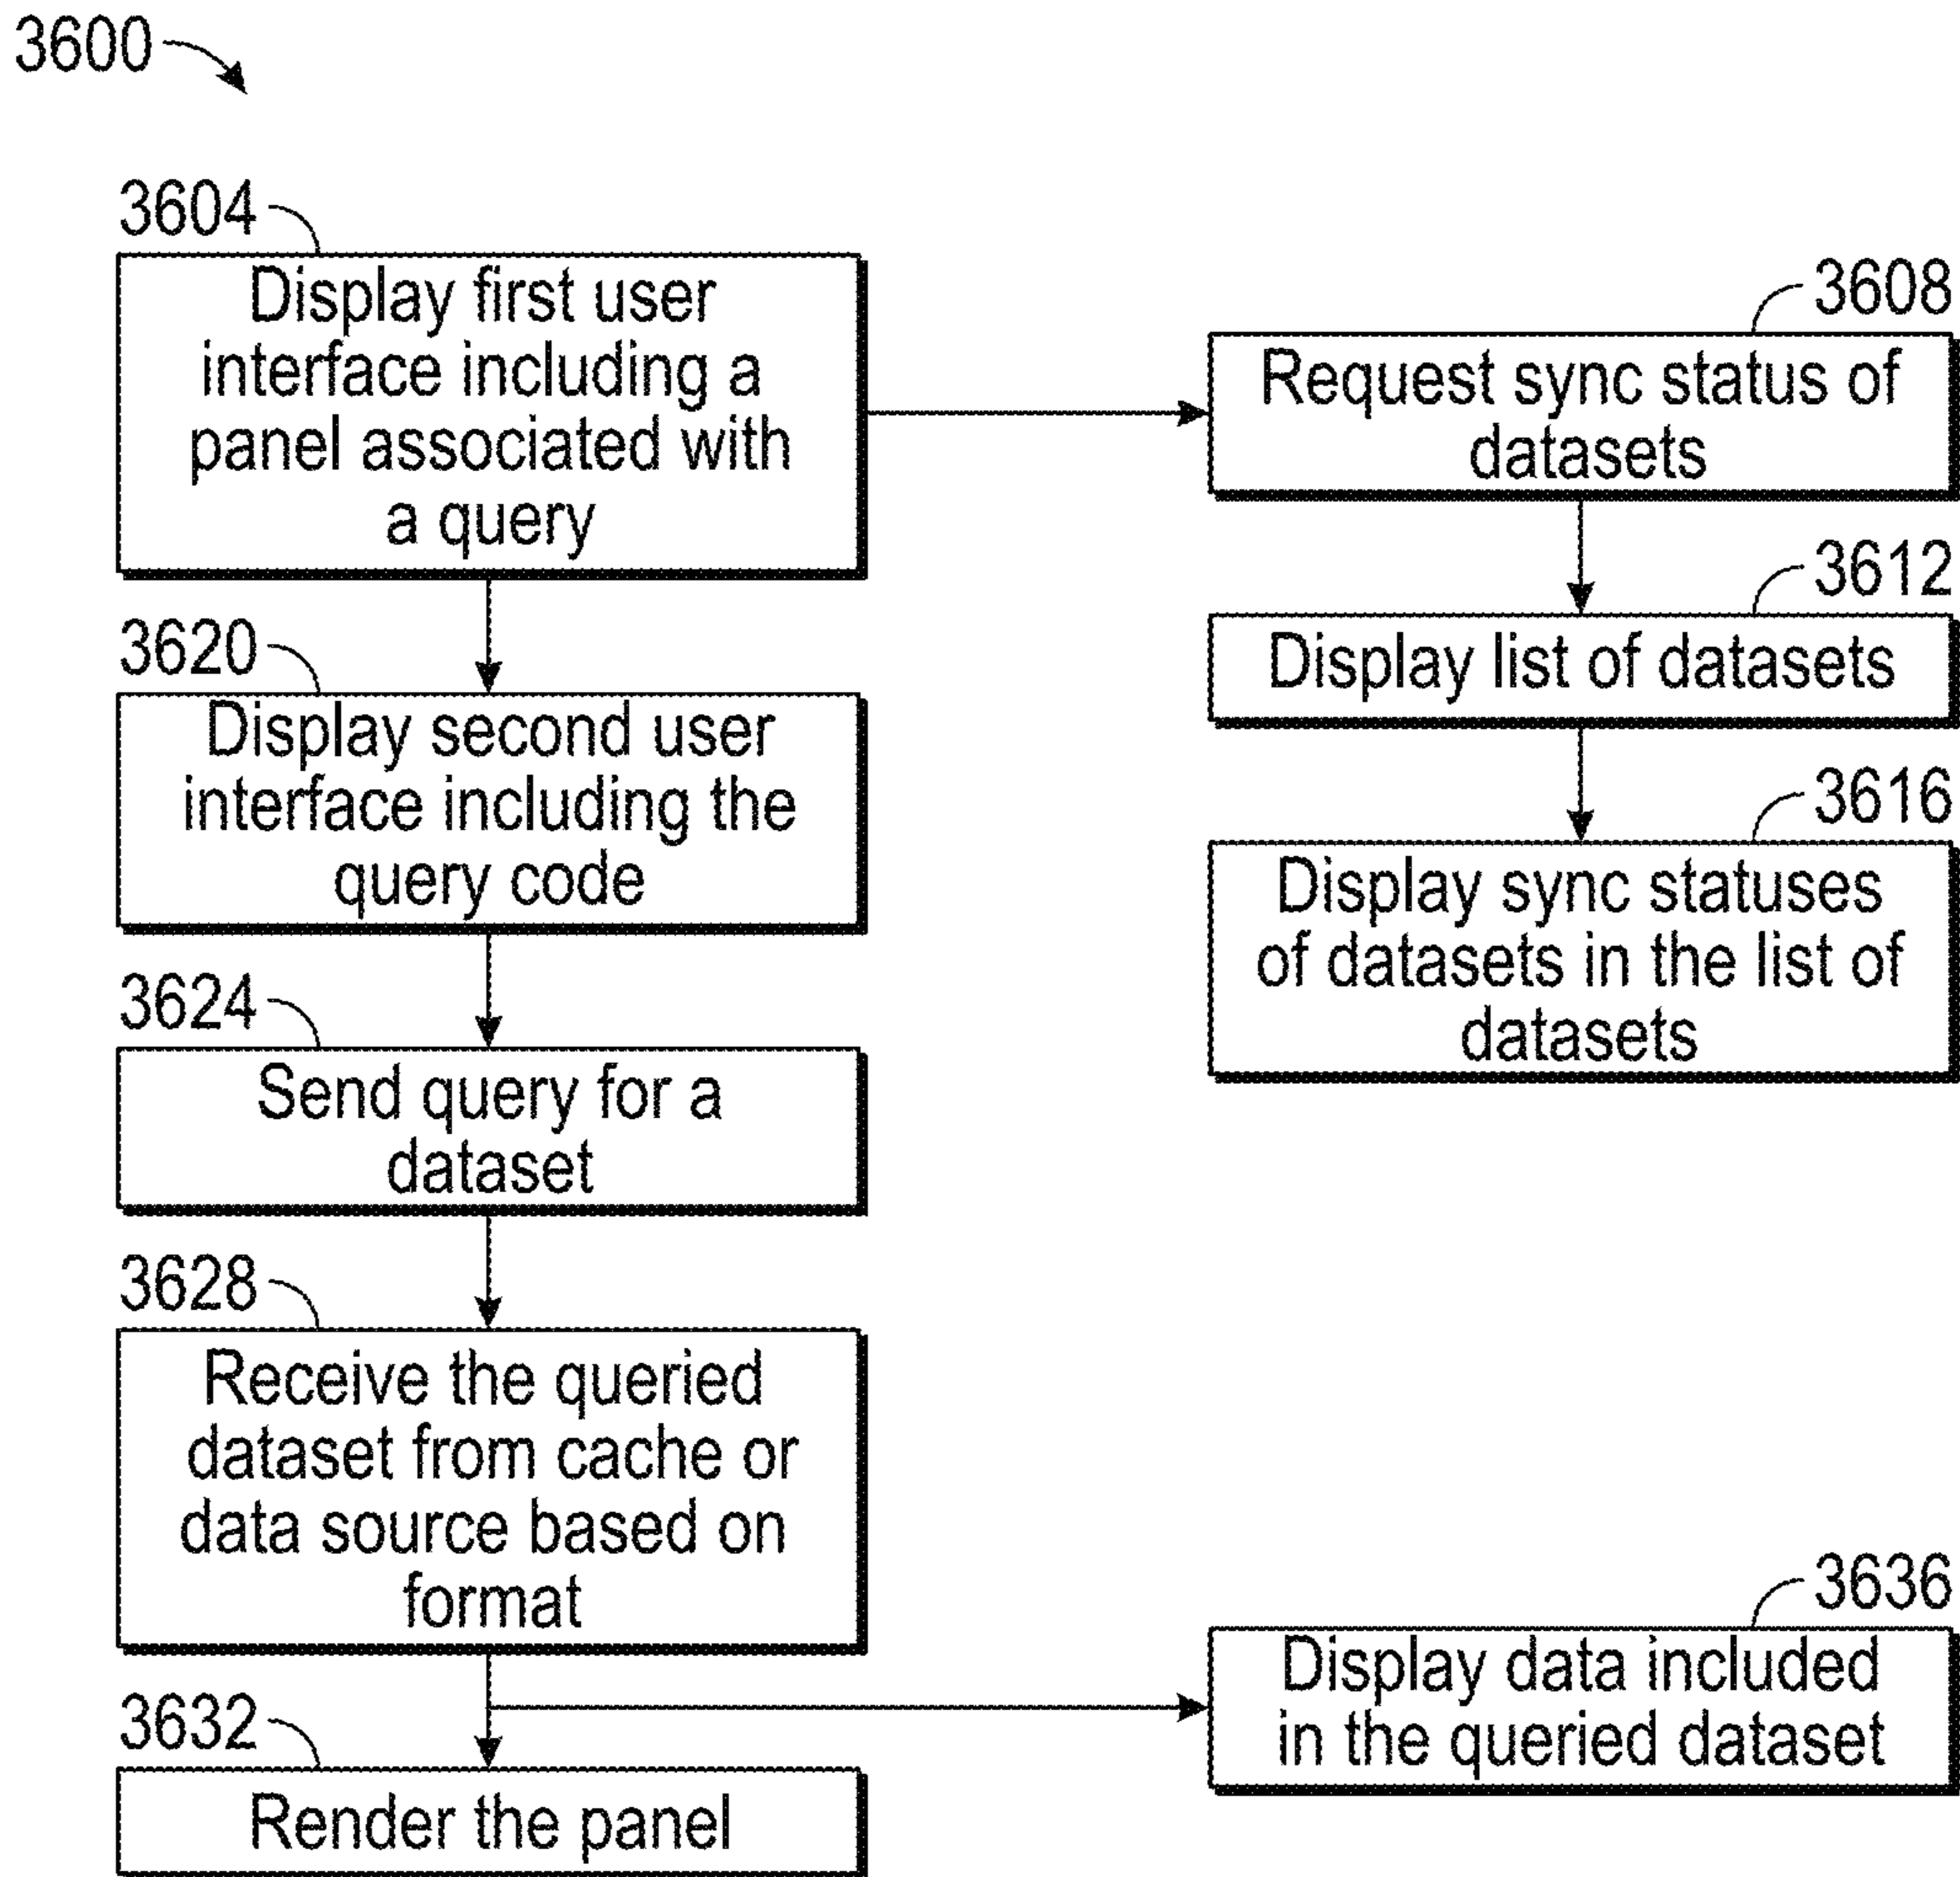 3600
3604
Display first user
interface including a
panel associated with
a query
3608
Request sync status of
datasets
3612
Display list of datasets
3616
Display sync statuses
of datasets in the list of
datasets
3620
Display second user
interface including the
query code
3624
Send query for a
dataset
3628
Receive the queried
dataset from cache or
data source based on
format
3632
Render the panel
3636
Display data included
in the queried dataset